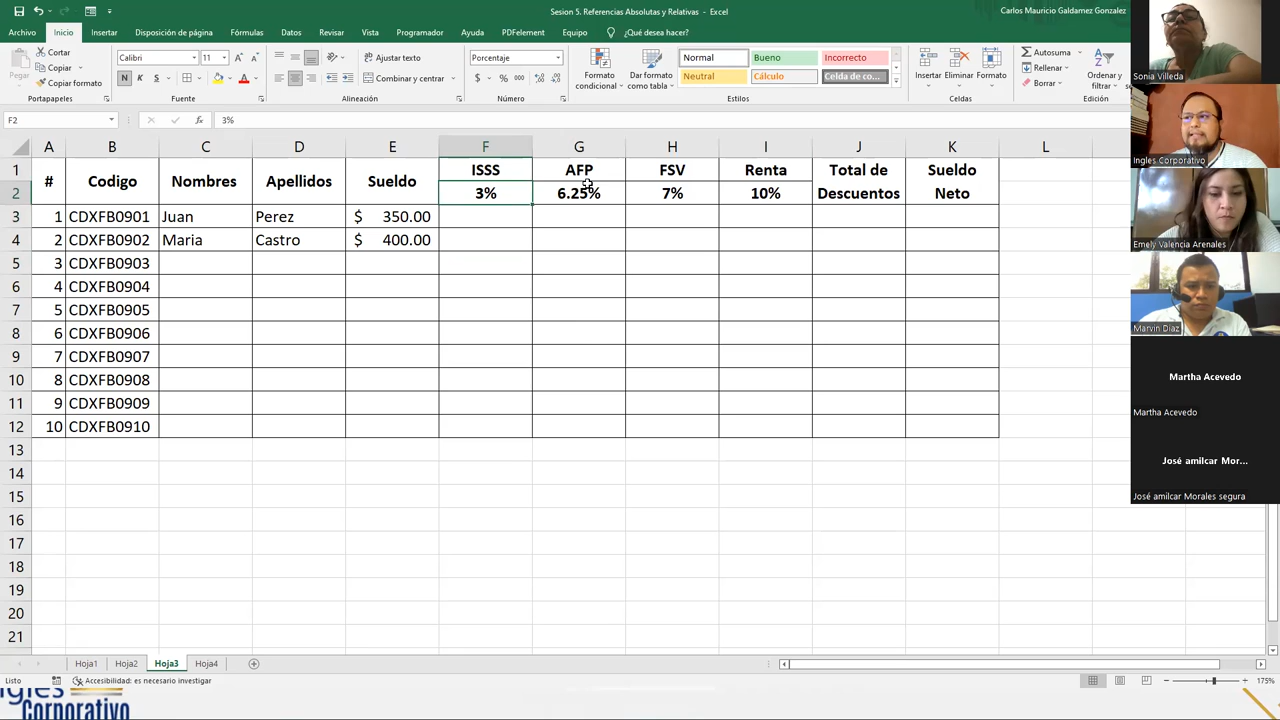 Sesion 5. Referencias Absolutas y Relativas - Excel
Carlos Mauricio Galdamez Gonzalez
Archivo Inicio Insertar Disposición de página Fórmulas Datos Revisar Vista Programador Ayuda PDFelement Equipo ¿Qué desea hacer?
Pegar
Cortar
Copiar
Copiar formato
Portapapeles
Calibri 11
N K S
Fuente
Ajustar texto
Combinar y centrar
Alineación
Porcentaje
$ % 000
Número
Formato condicional
Dar formato como tabla
Normal Bueno Incorrecto
Neutral Cálculo Celda de co...
Estilos
Insertar Eliminar Formato
Celdas
Autosuma
Rellenar
Borrar
Ordenar y filtrar
Edición
F2 fx 3%
A B C D E F G H I J K L
1 # Codigo Nombres Apellidos Sueldo ISSS AFP FSV Renta Total de Descuentos Sueldo Neto
2 3% 6.25% 7% 10%
3 1 CDXFB0901 Juan Perez $ 350.00
4 2 CDXFB0902 Maria Castro $ 400.00
5 3 CDXFB0903
6 4 CDXFB0904
7 5 CDXFB0905
8 6 CDXFB0906
9 7 CDXFB0907
10 8 CDXFB0908
11 9 CDXFB0909
12 10 CDXFB0910
13
14
15
16
17
18
19
20
21
Hoja1 Hoja2 Hoja3 Hoja4
Listo Accesibilidad: es necesario investigar 175%
Ingles
Corporativo
Sonia Villeda
Ingles Corporativo
Emely Valencia Arenales
Marvin Diaz
Martha Acevedo
Martha Acevedo
José amilcar Mor...
José amilcar Morales segura